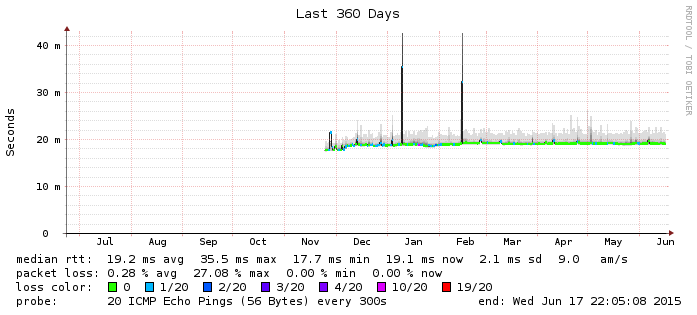 Last 360 Days
RRDTOOL / TOBI OETIKER
Seconds
40 m
30 m
20 m
10 m
0
Jul Aug Sep Oct Nov Dec Jan Feb Mar Apr May Jun
median rtt: 19.2 ms avg 35.5 ms max 17.7 ms min 19.1 ms now 2.1 ms sd 9.0 am/s
packet loss: 0.28 % avg 27.08 % max 0.00 % min 0.00 % now
loss color: 0 1/20 2/20 3/20 4/20 10/20 19/20
probe: 20 ICMP Echo Pings (56 Bytes) every 300s end: Wed Jun 17 22:05:08 2015